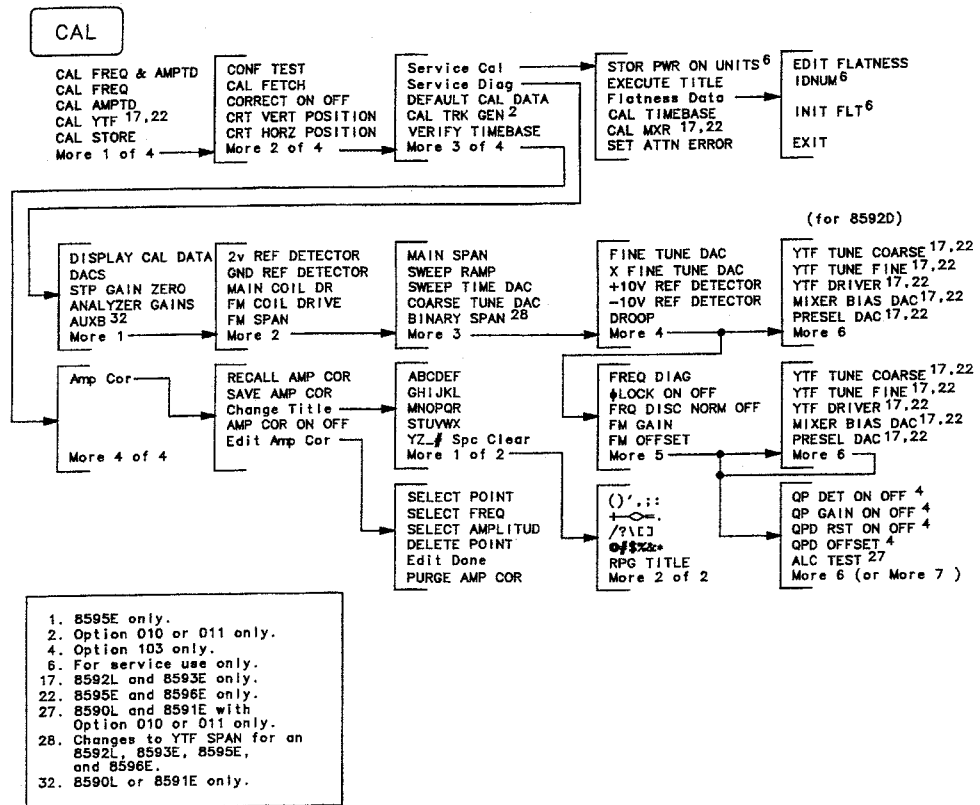 CAL
CAL FREQ & AMPTD
CAL FREQ
CAL AMPTD
CAL YTF 17,22
CAL STORE
More 1 of 4
CONF TEST
CAL FETCH
CORRECT ON OFF
CRT VERT POSITION
CRT HORZ POSITION
More 2 of 4
Service Cal
Service Diag
DEFAULT CAL DATA
CAL TRK GEN 2
VERIFY TIMEBASE
More 3 of 4
STOR PWR ON UNITS 6
EXECUTE TITLE
Flatness Data
CAL TIMEBASE
CAL MXR 17,22
SET ATTN ERROR
EDIT FLATNESS
IDNUM 6
INIT FLT 6
EXIT
DISPLAY CAL DATA
DACS
STP GAIN ZERO
ANALYZER GAINS
AUXB 32
More 1
2v REF DETECTOR
GND REF DETECTOR
MAIN COIL DR
FM COIL DRIVE
FM SPAN
More 2
MAIN SPAN
SWEEP RAMP
SWEEP TIME DAC
COARSE TUNE DAC
BINARY SPAN 28
More 3
FINE TUNE DAC
X FINE TUNE DAC
+10V REF DETECTOR
-10V REF DETECTOR
DROOP
More 4
(for 8592D)
YTF TUNE COARSE 17,22
YTF TUNE FINE 17,22
YTF DRIVER 17,22
MIXER BIAS DAC 17,22
PRESEL DAC 17,22
More 6
Amp Cor
More 4 of 4
RECALL AMP COR
SAVE AMP COR
Change Title
AMP COR ON OFF
Edit Amp Cor
ABCDEF
GHIJKL
MNOPQR
STUVWX
YZ_# Spc Clear
More 1 of 2
FREQ DIAG
ϕLOCK ON OFF
FRQ DISC NORM OFF
FM GAIN
FM OFFSET
More 5
YTF TUNE COARSE 17,22
YTF TUNE FINE 17,22
YTF DRIVER 17,22
MIXER BIAS DAC 17,22
PRESEL DAC 17,22
More 6
SELECT POINT
SELECT FREQ
SELECT AMPLITUD
DELETE POINT
Edit Done
PURGE AMP COR
()',;:
+-<>=.
/?\[]
@#$%&*
RPG TITLE
More 2 of 2
QP DET ON OFF 4
QP GAIN ON OFF 4
QPD RST ON OFF 4
QPD OFFSET 4
ALC TEST 27
More 6 (or More 7 )
1. 8595E only.
2. Option 010 or 011 only.
4. Option 103 only.
6. For service use only.
17. 8592L and 8593E only.
22. 8595E and 8596E only.
27. 8590L and 8591E with
Option 010 or 011 only.
28. Changes to YTF SPAN for an
8592L, 8593E, 8595E,
and 8596E.
32. 8590L or 8591E only.